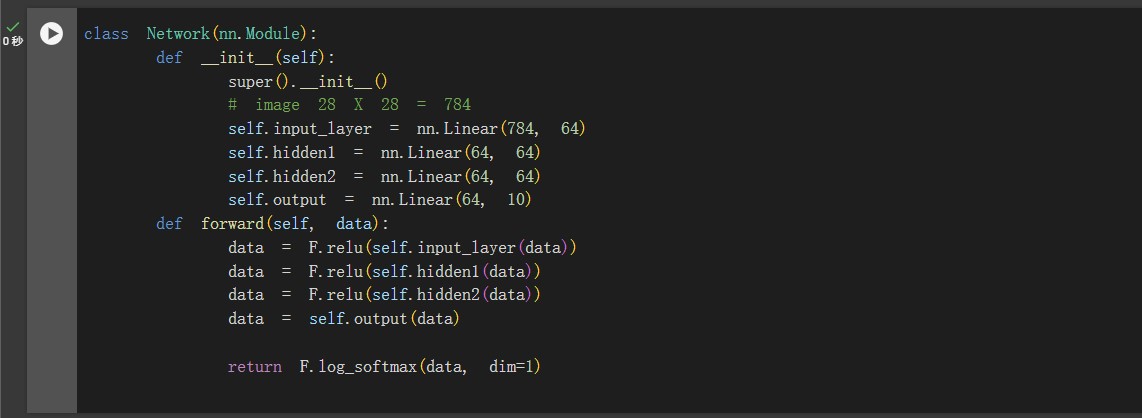 0秒
class Network(nn.Module):
def __init__(self):
super().__init__()
# image 28 X 28 = 784
self.input_layer = nn.Linear(784, 64)
self.hidden1 = nn.Linear(64, 64)
self.hidden2 = nn.Linear(64, 64)
self.output = nn.Linear(64, 10)
def forward(self, data):
data = F.relu(self.input_layer(data))
data = F.relu(self.hidden1(data))
data = F.relu(self.hidden2(data))
data = self.output(data)
return F.log_softmax(data, dim=1)